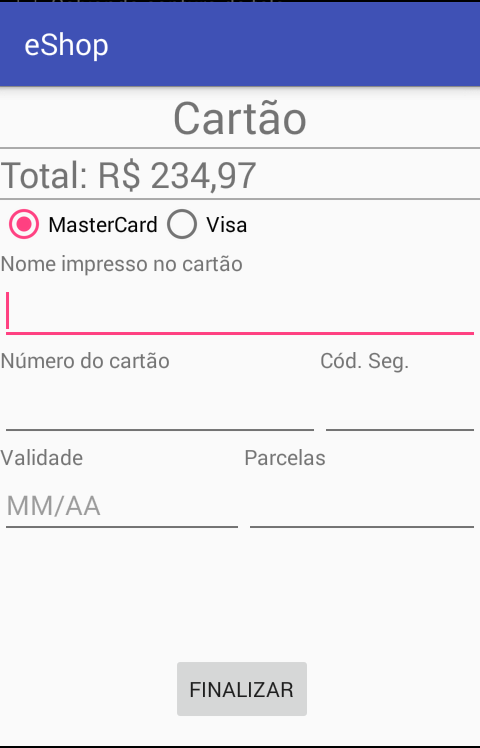 eShop
Cartão
Total: R$ 234,97
MasterCard Visa
Nome impresso no cartão
Número do cartão Cód. Seg.
Validade Parcelas
MM/AA
FINALIZAR